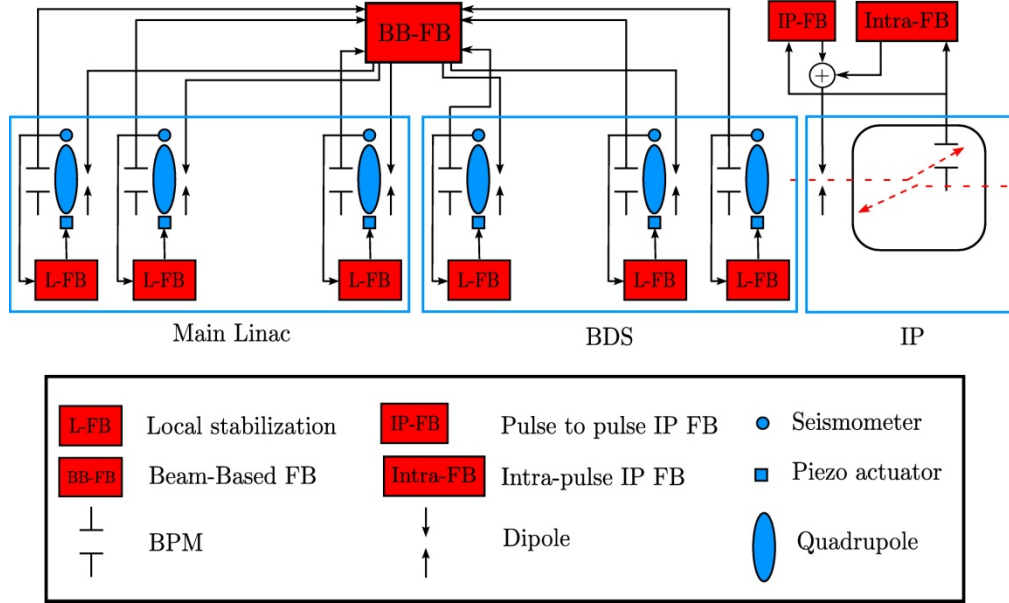 BB-FB
IP-FB
Intra-FB
+
L-FB
L-FB
L-FB
L-FB
L-FB
L-FB
Main Linac
BDS
IP
L-FB
Local stabilization
IP-FB
Pulse to pulse IP FB
Seismometer
BB-FB
Beam-Based FB
Intra-FB
Intra-pulse IP FB
Piezo actuator
BPM
Dipole
Quadrupole